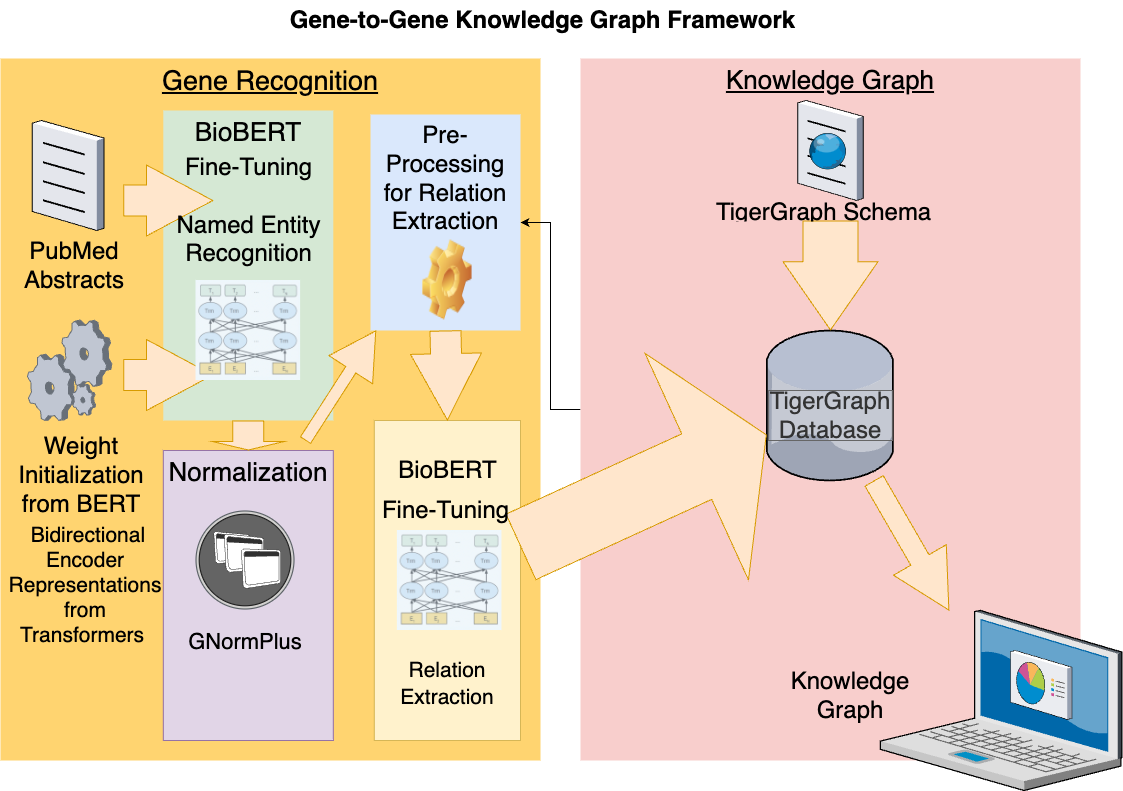 Gene-to-Gene Knowledge Graph Framework
Gene Recognition
PubMed
Abstracts
Weight
Initialization
from BERT
Bidirectional
Encoder
Representations
from
Transformers
BioBERT
Fine-Tuning
Named Entity
Recognition
Normalization
GNormPlus
Pre-
Processing
for Relation
Extraction
BioBERT
Fine-Tuning
Relation
Extraction
Knowledge Graph
TigerGraph Schema
TigerGraph
Database
Knowledge
Graph